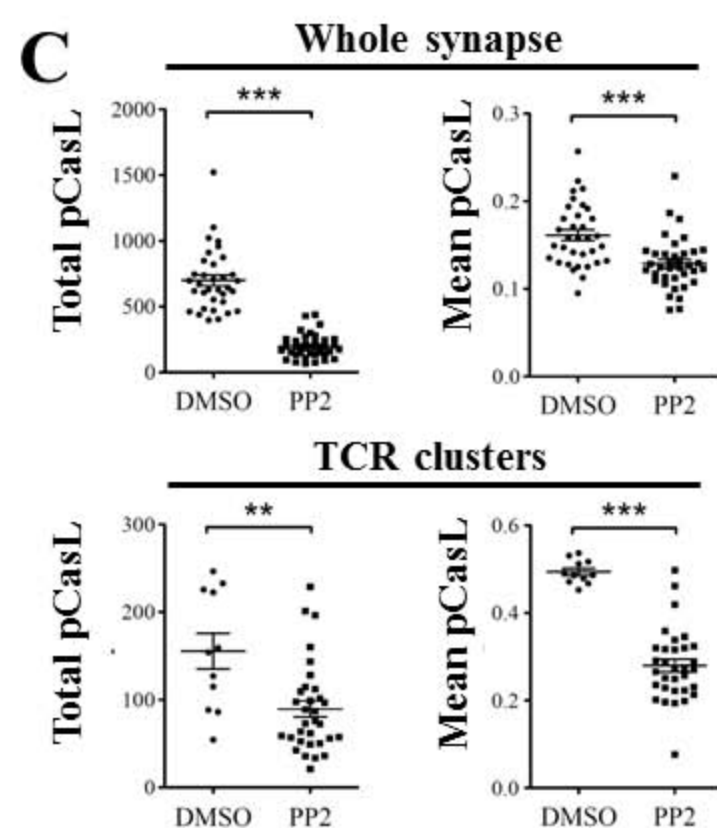 C
Whole synapse
Total pCasL
2000
1500
1000
500
0
***
DMSO PP2
Mean pCasL
0.3
0.2
0.1
0.0
***
DMSO PP2
TCR clusters
Total pCasL
300
200
100
0
**
DMSO PP2
Mean pCasL
0.6
0.4
0.2
0.0
***
DMSO PP2